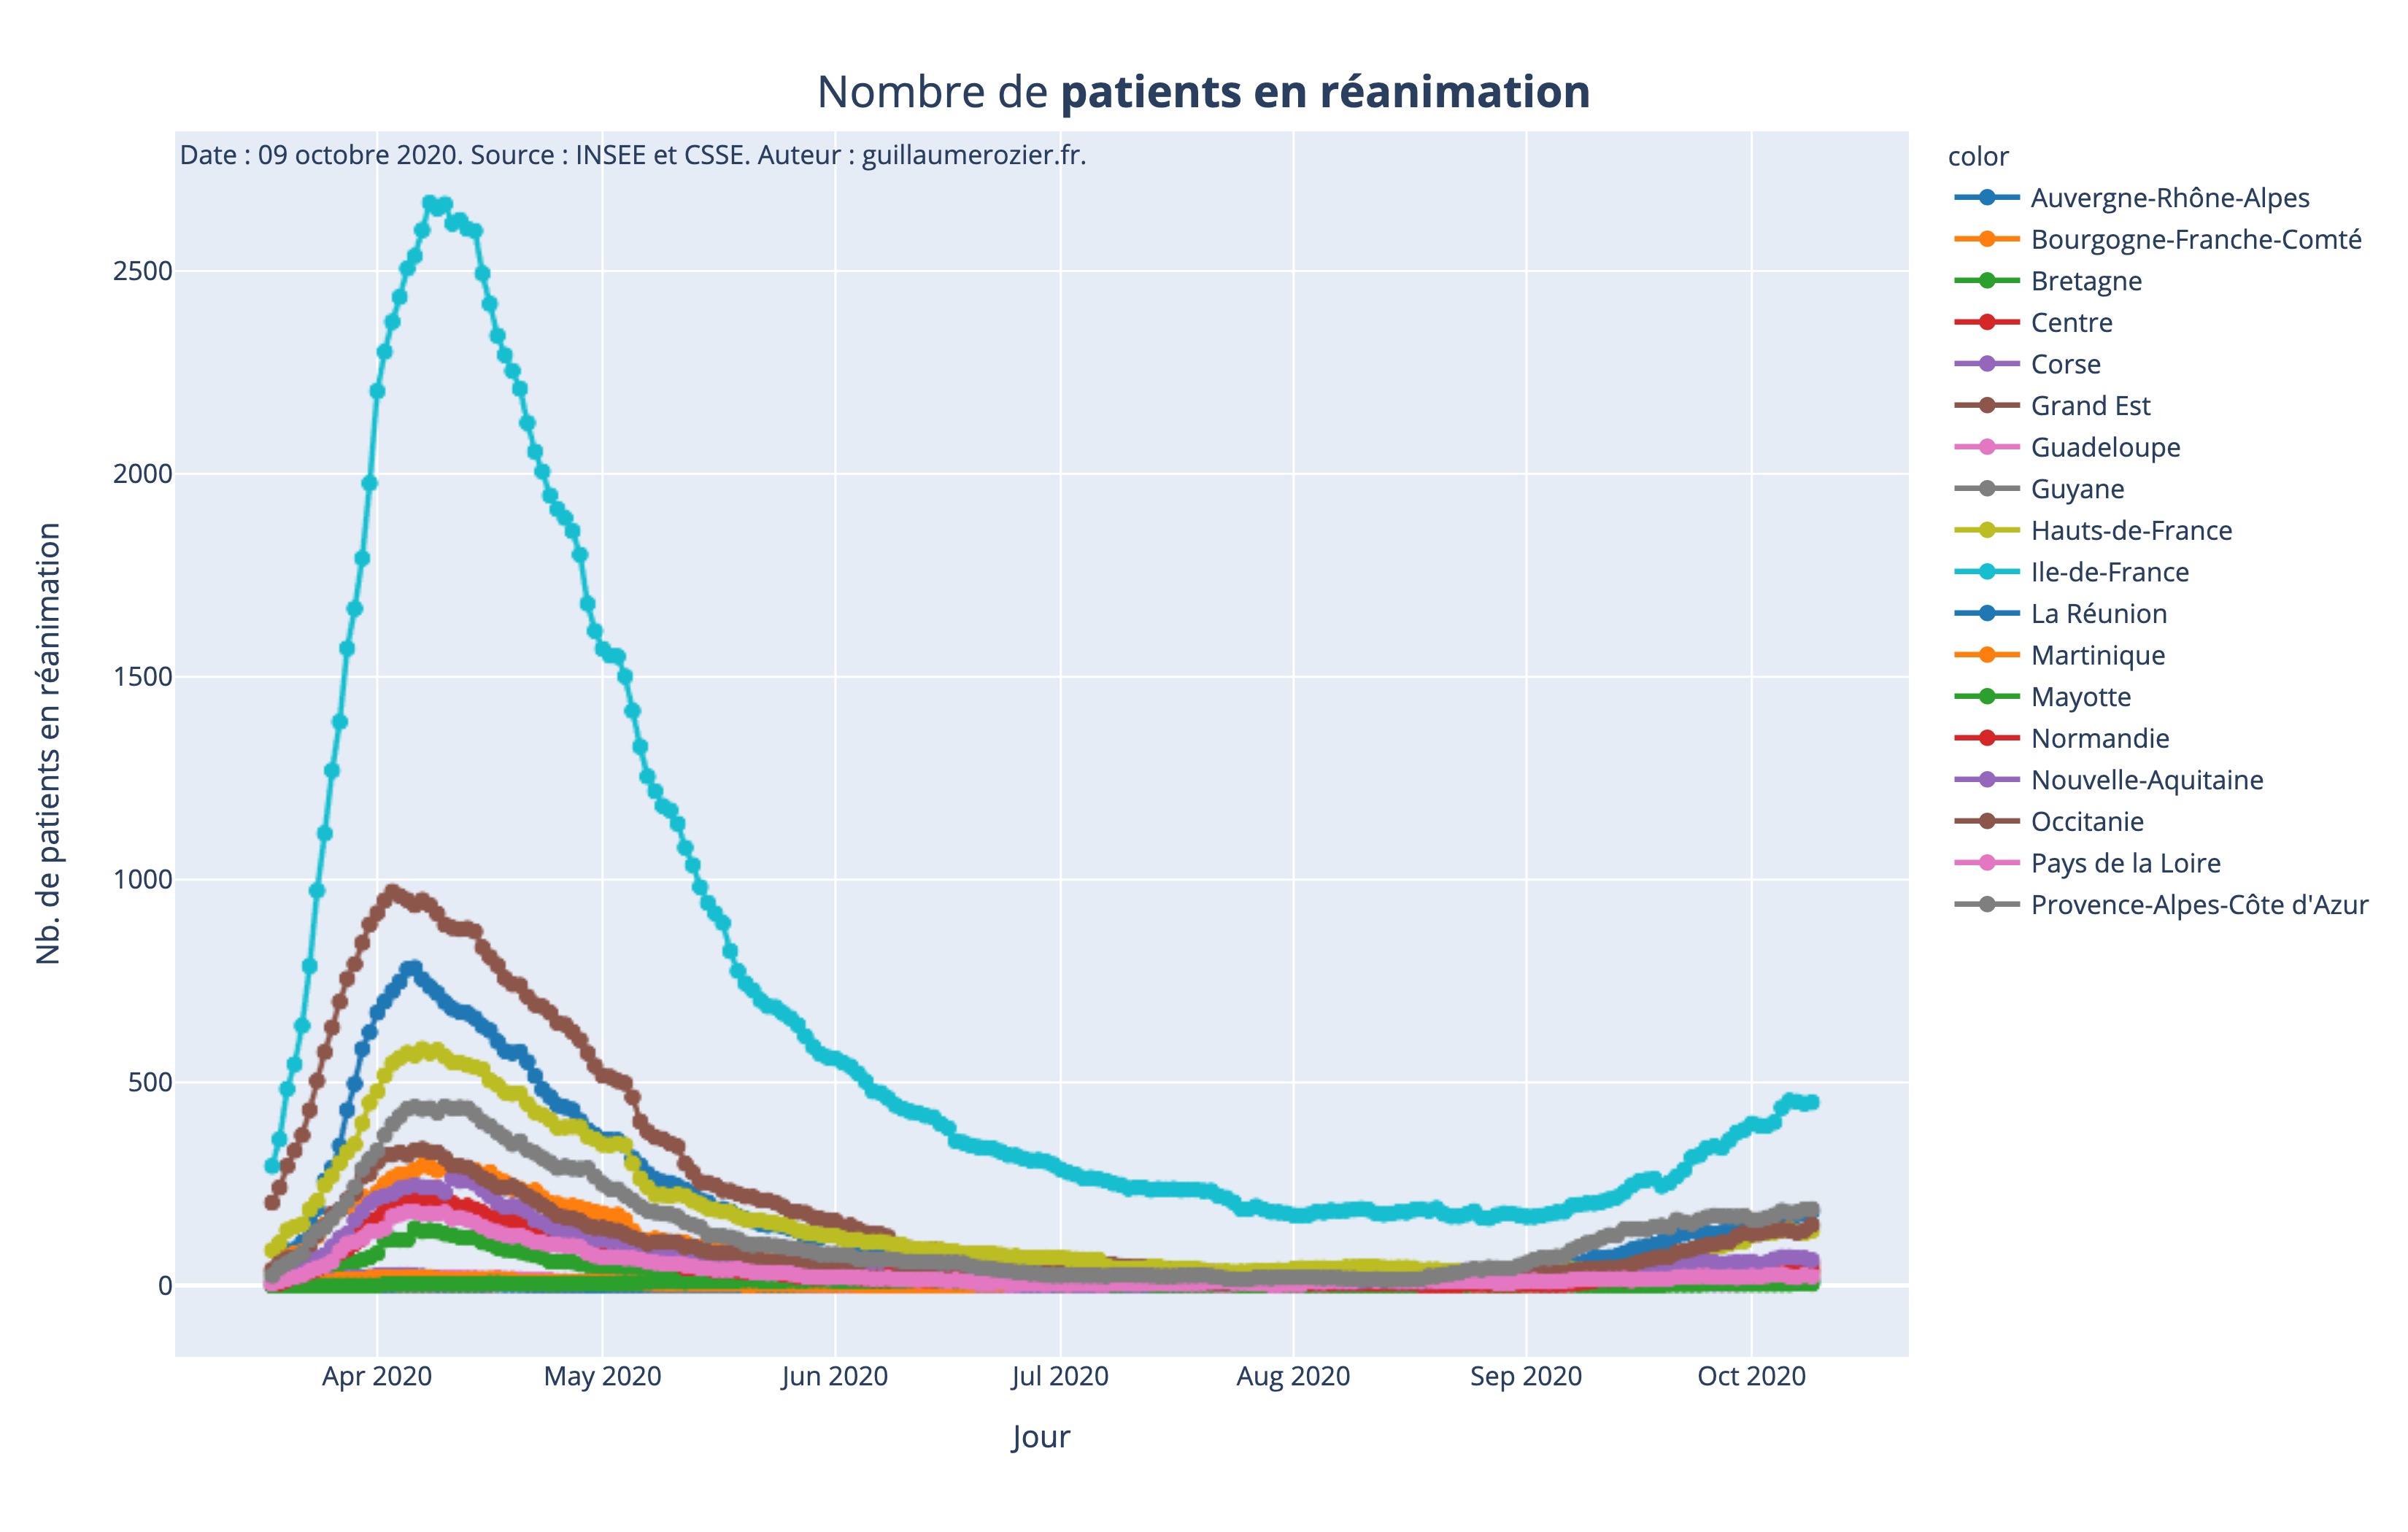 Nombre de patients en réanimation
Date : 09 octobre 2020. Source : INSEE et CSSE. Auteur : guillaumerozier.fr.
color
Auvergne-Rhône-Alpes
Bourgogne-Franche-Comté
Bretagne
Centre
Corse
Grand Est
Guadeloupe
Guyane
Hauts-de-France
Ile-de-France
La Réunion
Martinique
Mayotte
Normandie
Nouvelle-Aquitaine
Occitanie
Pays de la Loire
Provence-Alpes-Côte d'Azur
Nb. de patients en réanimation
2500
2000
1500
1000
500
0
Apr 2020 May 2020 Jun 2020 Jul 2020 Aug 2020 Sep 2020 Oct 2020
Jour